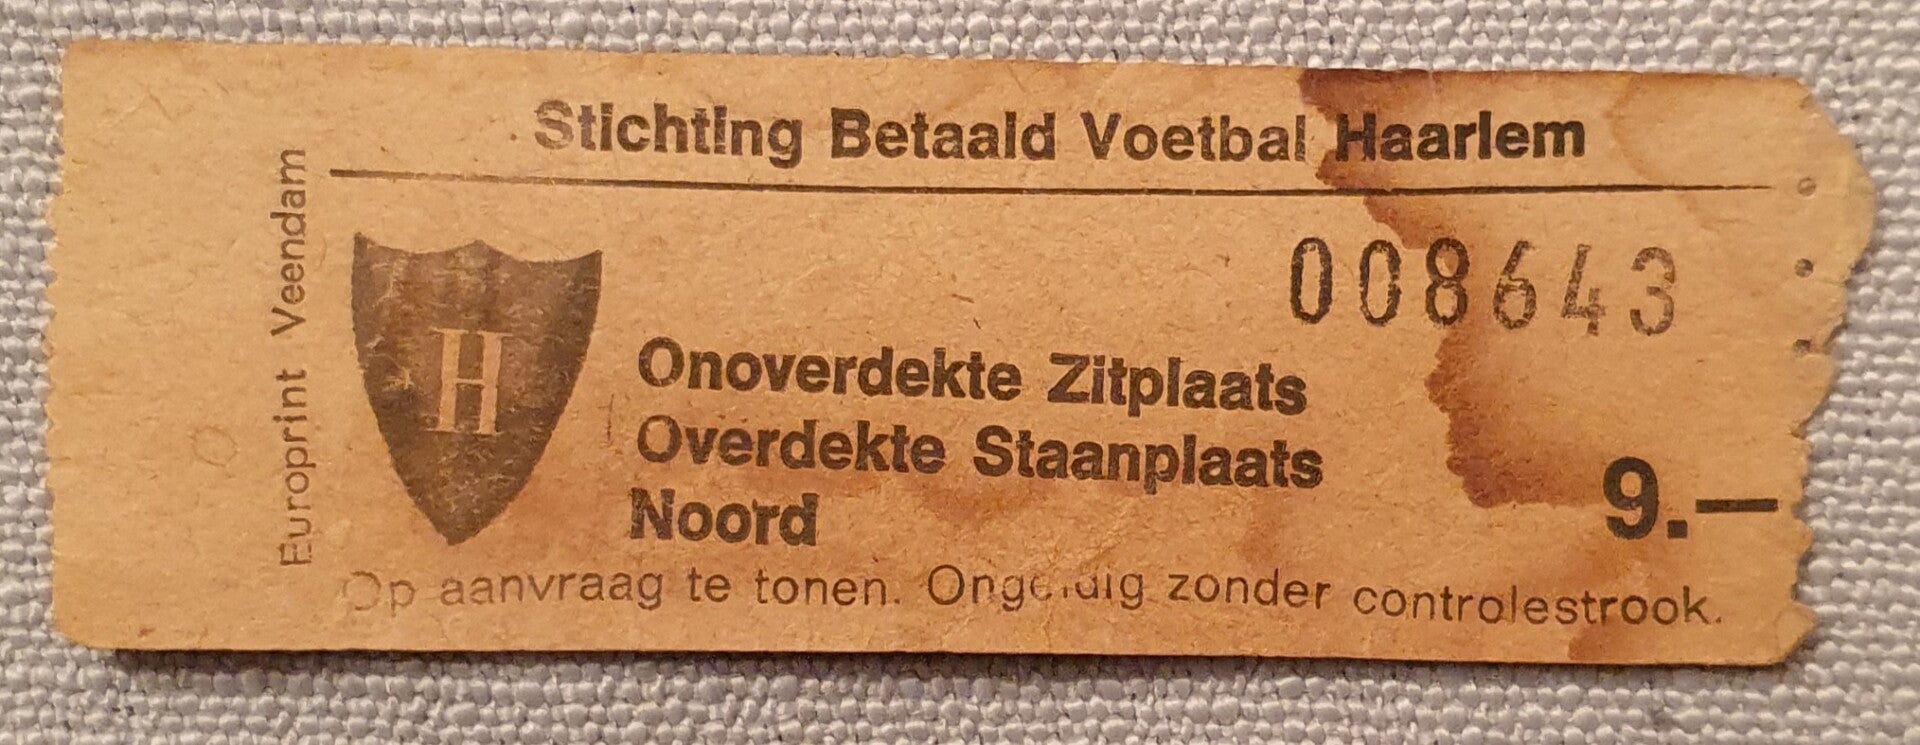 Stichting Betaald Voetbal Haarlem
Europrint Veendam
H
008643
Onoverdekte Zitplaats
Overdekte Staanplaats
Noord
9.—
Op aanvraag te tonen. Ongeldig zonder controlestrook.